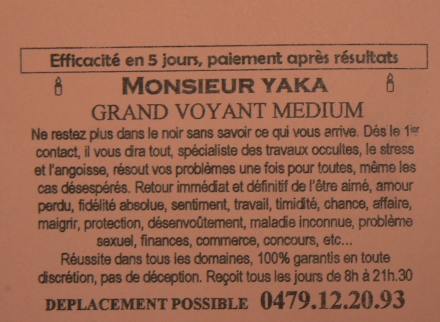 Efficacité en 5 jours, paiement après résultats
MONSIEUR YAKA
GRAND VOYANT MEDIUM
Ne restez plus dans le noir sans savoir ce qui vous arrive. Dés le 1er
contact, il vous dira tout, spécialiste des travaux occultes, le stress
et l'angoisse, résout vos problèmes une fois pour toutes, même les
cas désespérés. Retour immédiat et définitif de l'être aimé, amour
perdu, fidélité absolue, sentiment, travail, timidité, chance, affaire,
maigrir, protection, désenvoûtement, maladie inconnue, problème
sexuel, finances, commerce, concours, etc...
Réussite dans tous les domaines, 100% garantis en toute
discrétion, pas de déception. Reçoit tous les jours de 8h à 21h.30
DEPLACEMENT POSSIBLE 0479.12.20.93